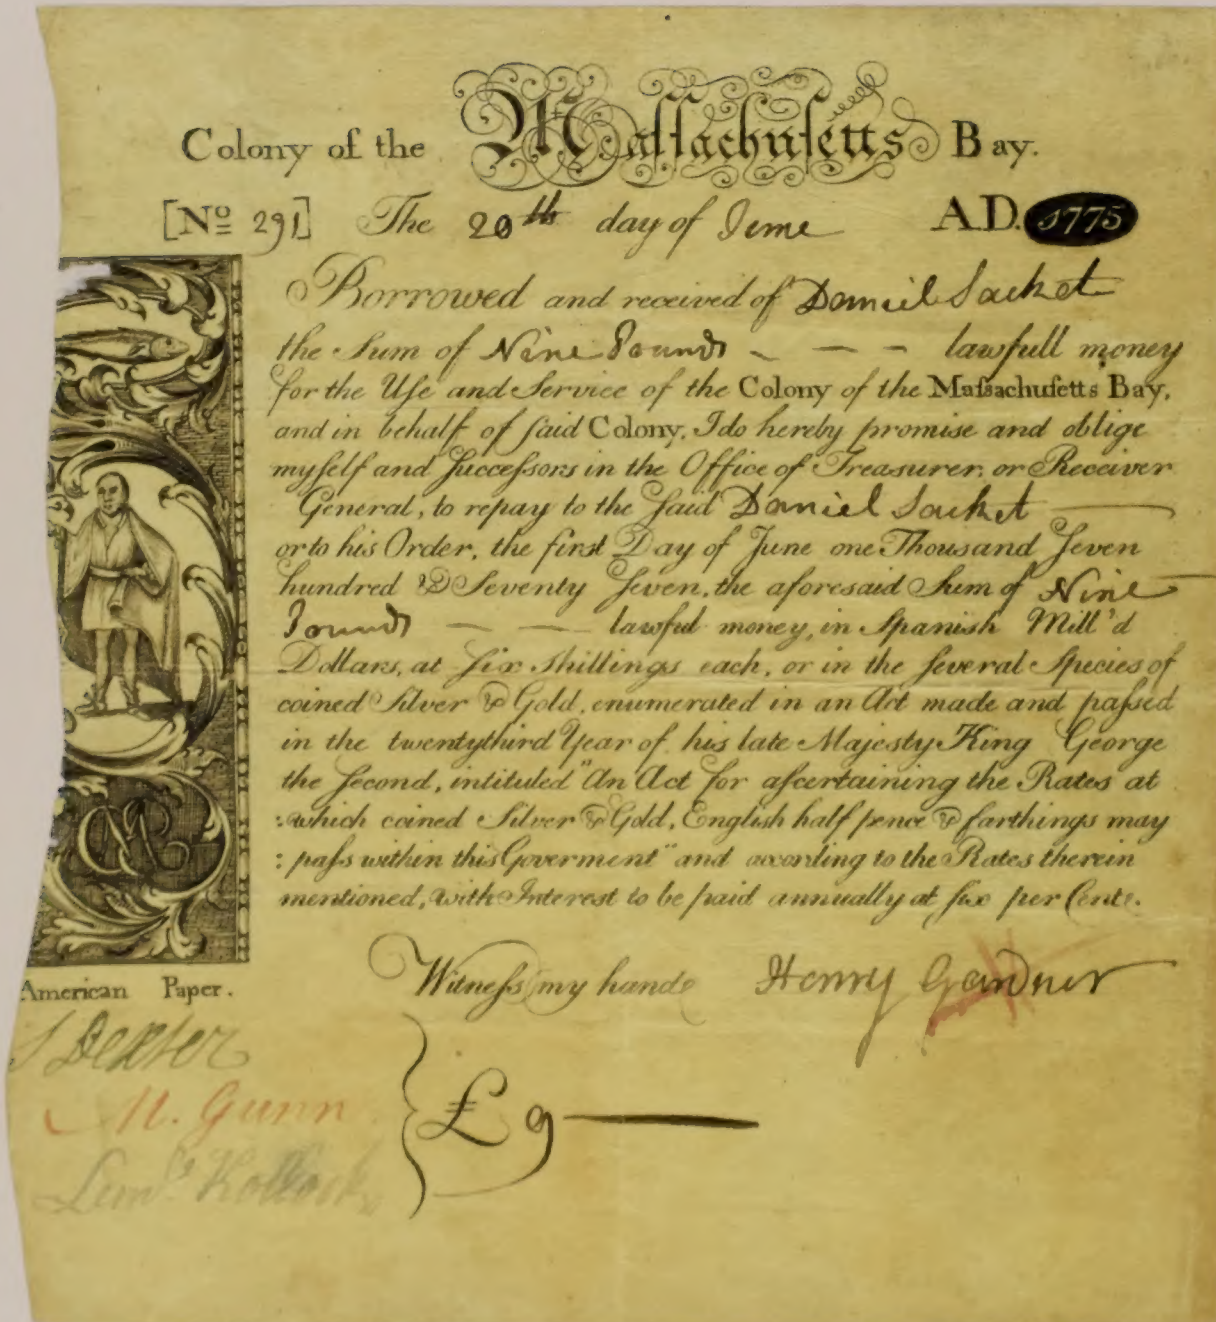 Colony of the Massachusetts Bay.
[No 291] The 20th day of June A.D. 1775
Borrowed and received of Daniel Sacket
the Sum of Nine Pounds ~ — — lawfull money
for the Use and Service of the Colony of the Massachusetts Bay,
and in behalf of said Colony, I do hereby promise and oblige
myself and Successors in the Office of Treasurer, or Receiver
General, to repay to the said Daniel Sacket —
or to his Order, the first Day of June one Thousand Seven
hundred & Seventy Seven, the aforesaid Sum of Nine
Pounds — — lawful money, in Spanish Mill'd
Dollars, at six Shillings each, or in the several Species of
coined Silver & Gold, enumerated in an Act made and passed
in the twentythird Year of his late Majesty King George
the Second, intituled "An Act for ascertaining the Rates at
: which coined Silver & Gold, English half pence & farthings may
: pass within this Goverment" and according to the Rates therein
mentioned, with Interest to be paid annually at six per Cent.
Witness my hand Henry Gardner
American Paper.
S Dexter
M. Gunn
Leml. Kollock
£ 9 —